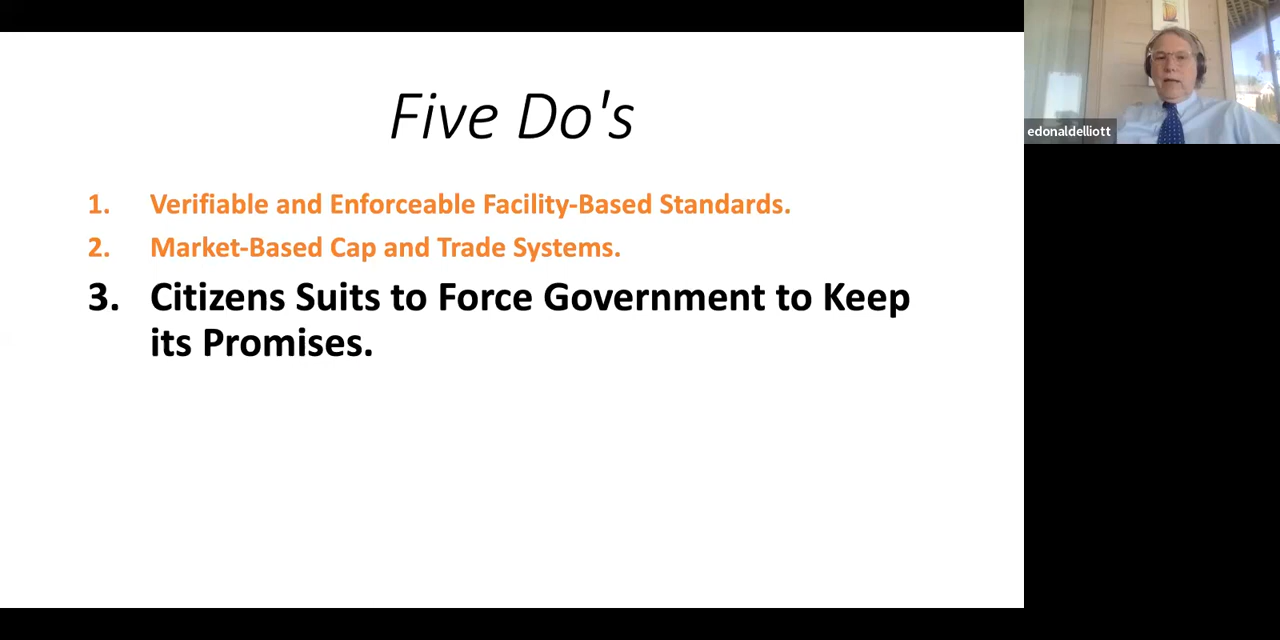 Five Do's
edonaldelliott
1. Verifiable and Enforceable Facility-Based Standards.
2. Market-Based Cap and Trade Systems.
3. Citizens Suits to Force Government to Keep
its Promises.